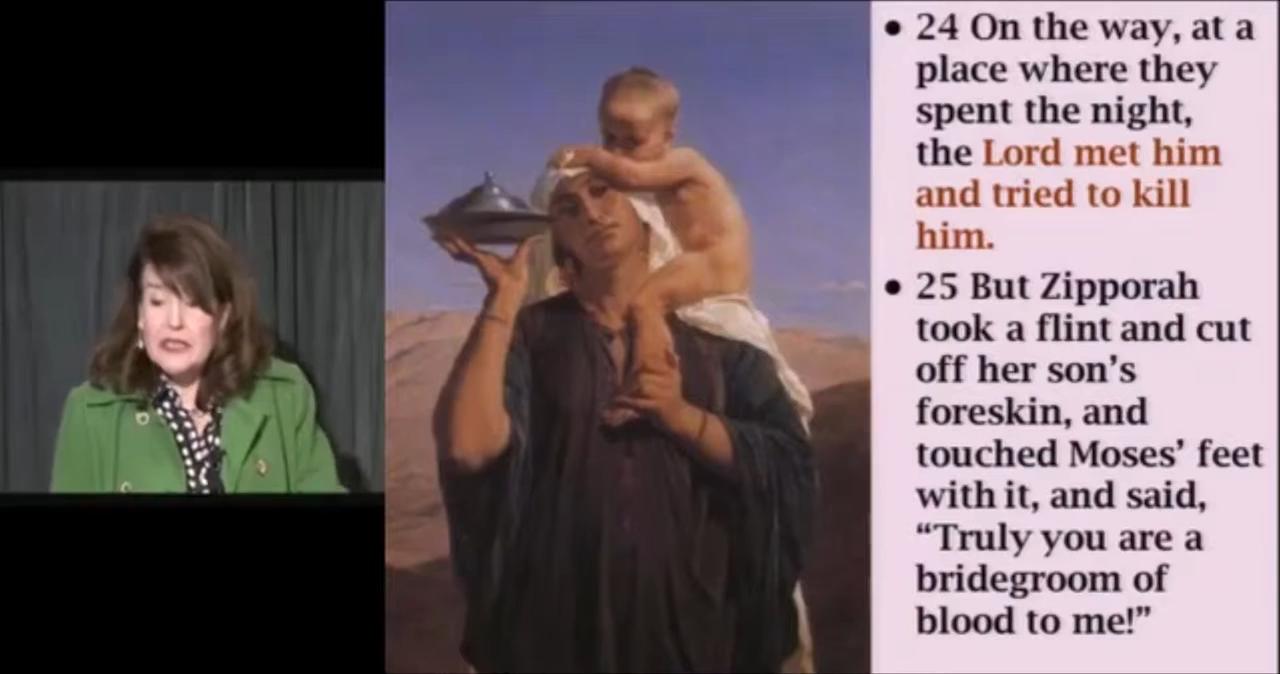 • 24 On the way, at a
place where they
spent the night,
the Lord met him
and tried to kill
him.
• 25 But Zipporah
took a flint and cut
off her son’s
foreskin, and
touched Moses’ feet
with it, and said,
“Truly you are a
bridegroom of
blood to me!”